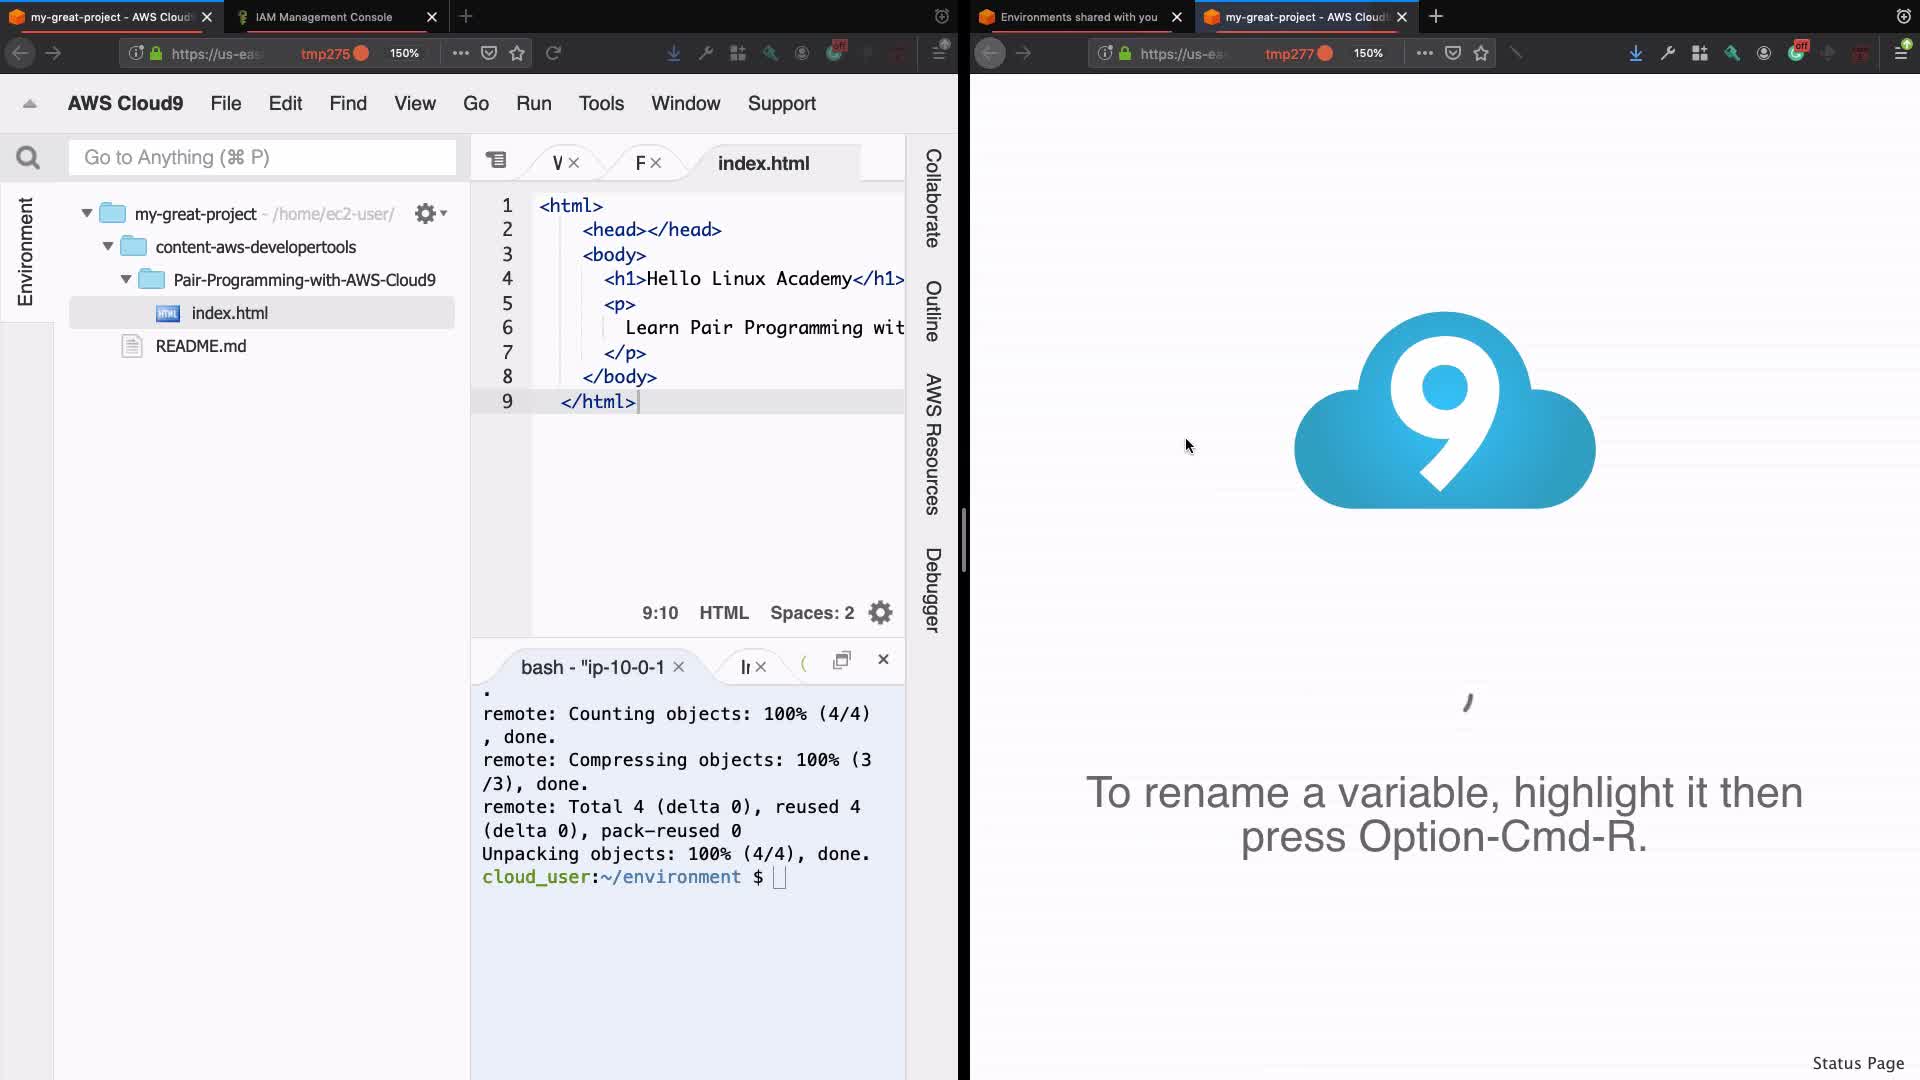 my-great-project - AWS Cloud9
IAM Management Console
https://us-eas
tmp275
150%
off
AWS Cloud9
File
Edit
Find
View
Go
Run
Tools
Window
Support
Go to Anything (⌘ P)
Environment
my-great-project - /home/ec2-user/
content-aws-developertools
Pair-Programming-with-AWS-Cloud9
index.html
README.md
index.html
1 <html>
2 <head></head>
3 <body>
4 <h1>Hello Linux Academy</h1>
5 <p>
6 Learn Pair Programming wit
7 </p>
8 </body>
9 </html>
9:10 HTML Spaces: 2
Collaborate
Outline
AWS Resources
Debugger
bash - "ip-10-0-1
.
remote: Counting objects: 100% (4/4)
, done.
remote: Compressing objects: 100% (3
/3), done.
remote: Total 4 (delta 0), reused 4
(delta 0), pack-reused 0
Unpacking objects: 100% (4/4), done.
cloud_user:~/environment $
Environments shared with you
my-great-project - AWS Cloud9
https://us-eas
tmp277
150%
off
9
To rename a variable, highlight it then
press Option-Cmd-R.
Status Page